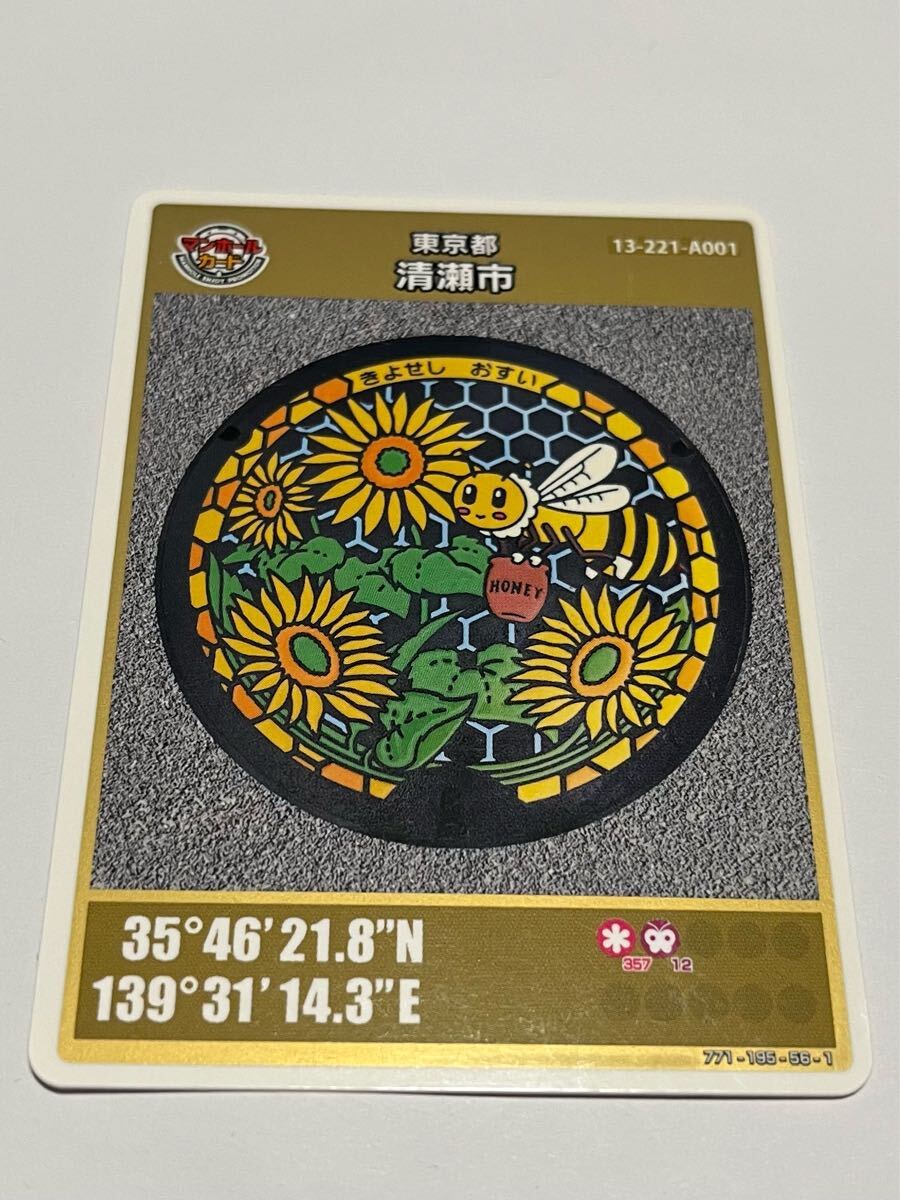 マンホール
カード
東京都
清瀬市
13-221-A001
きよせし おすい
HONEY
35°46'21.8"N
139°31'14.3"E
357 12
771-195-56-1